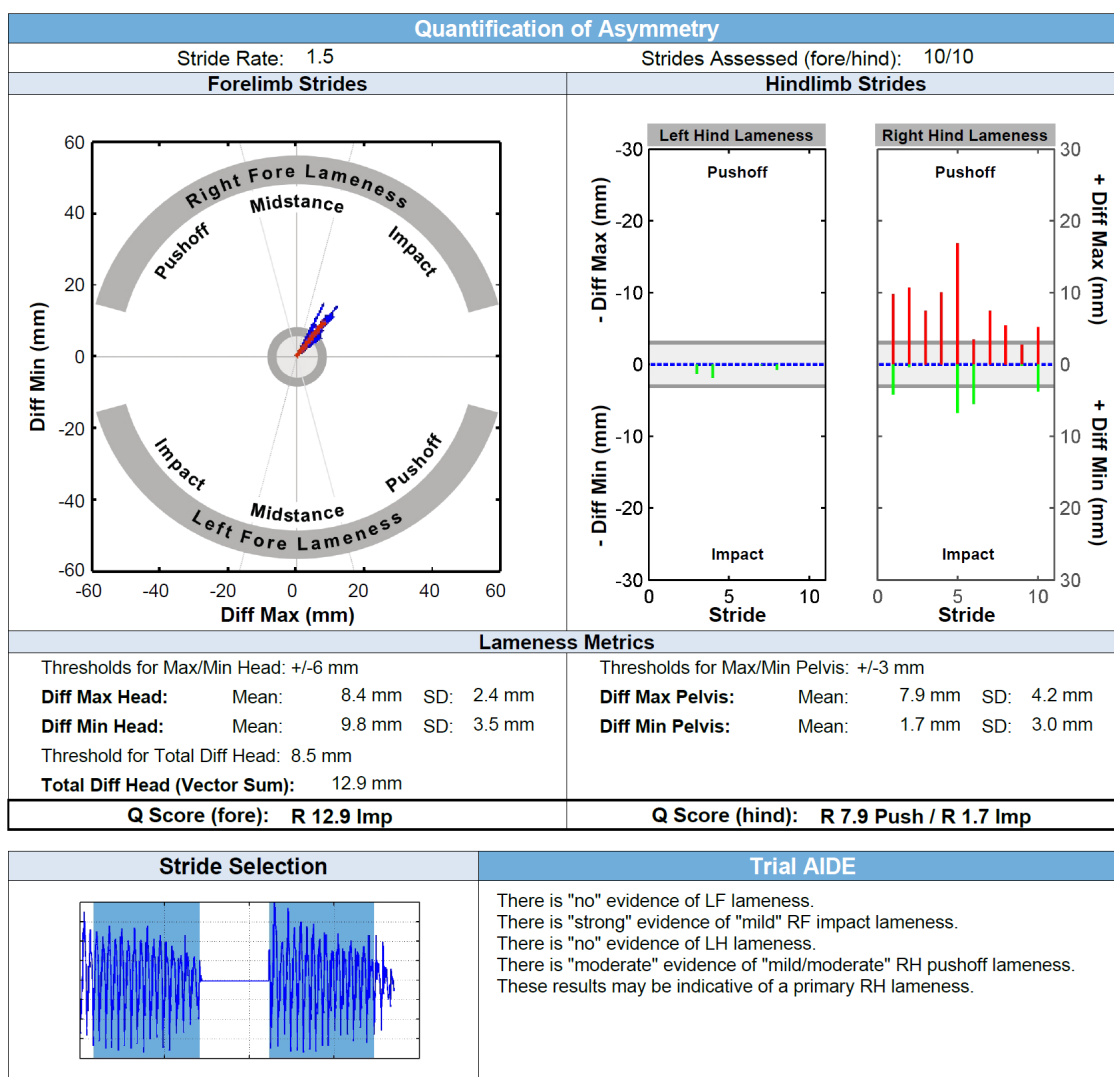 Quantification of Asymmetry
Stride Rate: 1.5
Strides Assessed (fore/hind): 10/10
Forelimb Strides
Hindlimb Strides
60
40
20
0
-20
-40
-60
Diff Min (mm)
Right Fore Lameness
Pushoff
Midstance
Impact
Impact
Midstance
Pushoff
Left Fore Lameness
-60 -40 -20 0 20 40 60
Diff Max (mm)
Left Hind Lameness
Right Hind Lameness
- Diff Max (mm)
- Diff Min (mm)
-30
-20
-10
0
-10
-20
-30
Pushoff
Impact
0 5 10
Stride
Pushoff
Impact
0 5 10
Stride
30
20
10
0
10
20
30
+ Diff Max (mm)
+ Diff Min (mm)
Lameness Metrics
Thresholds for Max/Min Head: +/-6 mm
Diff Max Head: Mean: 8.4 mm SD: 2.4 mm
Diff Min Head: Mean: 9.8 mm SD: 3.5 mm
Threshold for Total Diff Head: 8.5 mm
Total Diff Head (Vector Sum): 12.9 mm
Thresholds for Max/Min Pelvis: +/-3 mm
Diff Max Pelvis: Mean: 7.9 mm SD: 4.2 mm
Diff Min Pelvis: Mean: 1.7 mm SD: 3.0 mm
Q Score (fore): R 12.9 Imp
Q Score (hind): R 7.9 Push / R 1.7 Imp
Stride Selection
Trial AIDE
There is "no" evidence of LF lameness.
There is "strong" evidence of "mild" RF impact lameness.
There is "no" evidence of LH lameness.
There is "moderate" evidence of "mild/moderate" RH pushoff lameness.
These results may be indicative of a primary RH lameness.